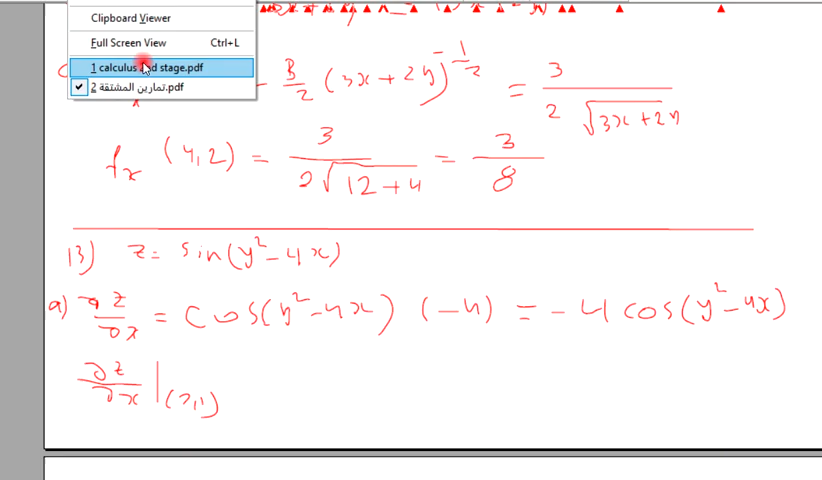 Clipboard Viewer
Full Screen View Ctrl+L
1 calculus 2nd stage.pdf
2 تمارين المشتقة.pdf
= 3/2 (3x+2y)^(-1/2) = 3/(2√(3x+2y))
f_x (4,2) = 3/(2√(12+4)) = 3/8
13) z = sin(y²-4x)
a) ∂z/∂x = cos(y²-4x) (-4) = -4 cos(y²-4x)
∂z/∂x |(2,1)